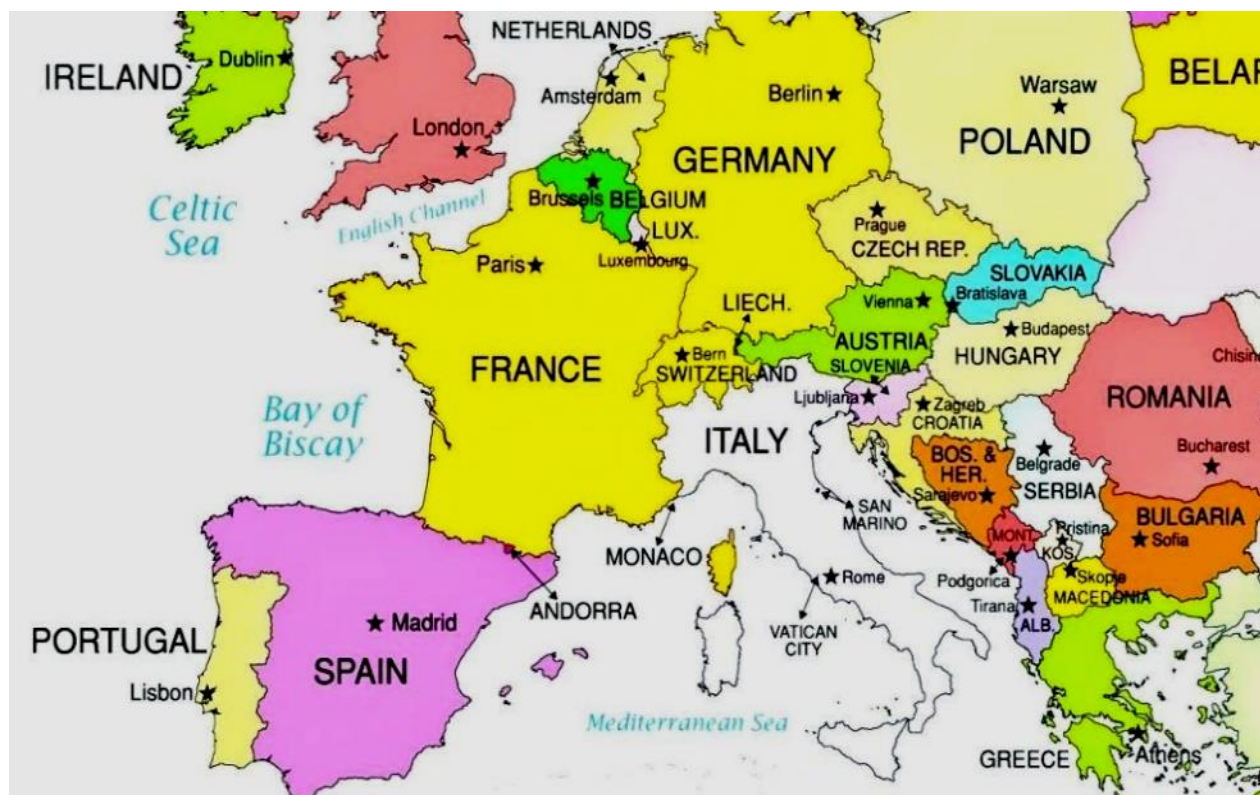 NETHERLANDS
IRELAND
Dublin
Amsterdam
Berlin
Warsaw
BELAR
London
POLAND
GERMANY
Celtic
Sea
English Channel
Brussels
BELGIUM
LUX.
Luxembourg
Prague
CZECH REP.
Paris
SLOVAKIA
Bratislava
Vienna
LIECH.
AUSTRIA
Budapest
HUNGARY
Bern
SWITZERLAND
SLOVENIA
Chisin
FRANCE
ROMANIA
Ljubljana
Zagreb
CROATIA
Bay of
Biscay
ITALY
BOS. &
HER.
Sarajevo
Belgrade
SERBIA
Bucharest
SAN
MARINO
MONACO
MONT.
Pristina
KOS.
BULGARIA
Sofia
Podgorica
Skopje
MACEDONIA
ANDORRA
Rome
Tirana
ALB.
VATICAN
CITY
PORTUGAL
Madrid
SPAIN
Lisbon
Mediterranean Sea
GREECE
Athens